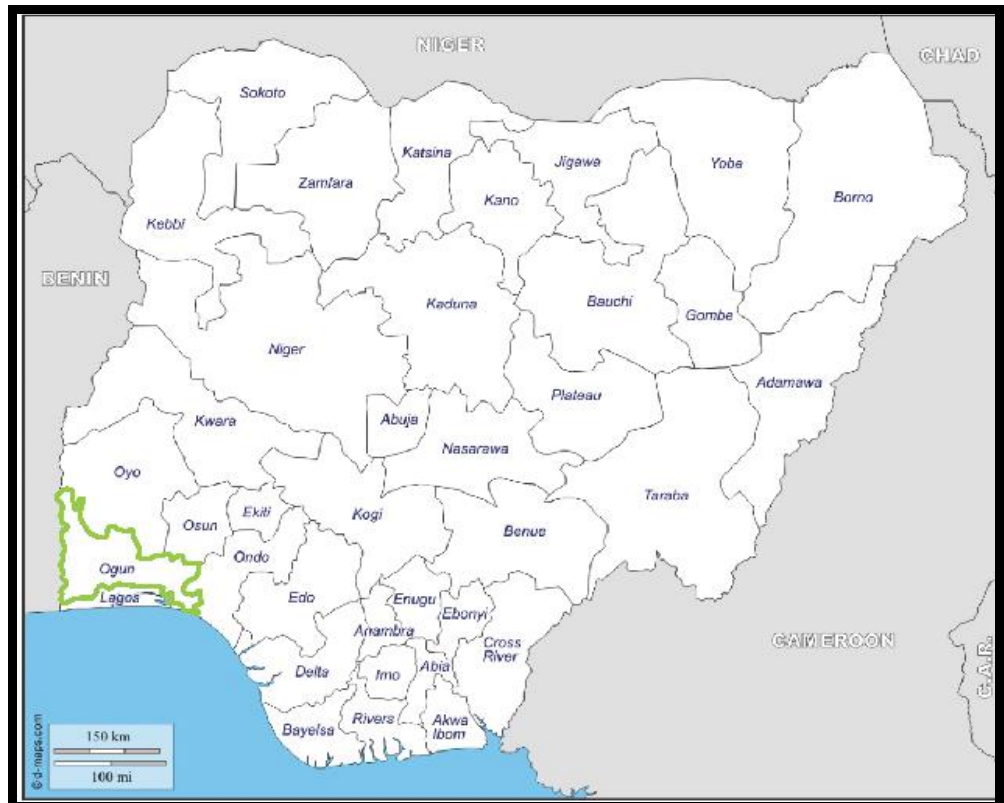 NIGER
CHAD
Sokoto
Katsina
Jigawa
Yobe
Zamfara
Kano
Borno
Kebbi
BENIN
Kaduna
Bauchi
Gombe
Niger
Adamawa
Plateau
Kwara
Abuja
Nasarawa
Oyo
Taraba
Kogi
Osun
Ekiti
Benue
Ondo
Ogun
Lagos
Edo
Enugu
Ebonyi
Anambra
Cross
River
CAMEROON
Delta
Imo
Abia
C.A.R.
Bayelsa
Rivers
Akwa
Ibom
150 km
100 mi
© d-maps.com